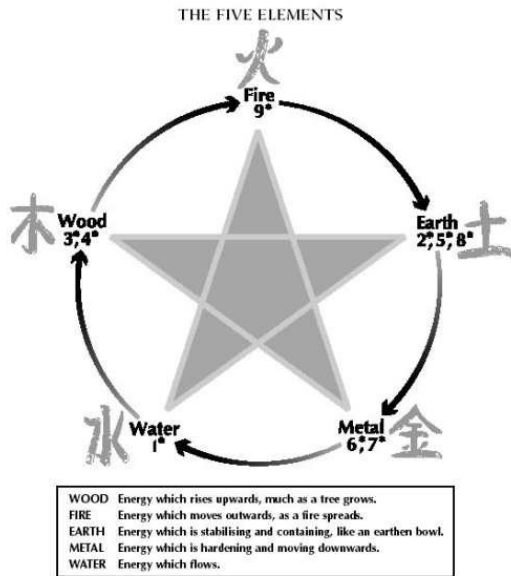 THE FIVE ELEMENTS
火
Fire
9*
木
Wood
3*,4*
Earth
2*,5*,8*
土
水
Water
1*
Metal
6*,7*
金
WOOD Energy which rises upwards, much as a tree grows.
FIRE Energy which moves outwards, as a fire spreads.
EARTH Energy which is stabilising and containing, like an earthen bowl.
METAL Energy which is hardening and moving downwards.
WATER Energy which flows.